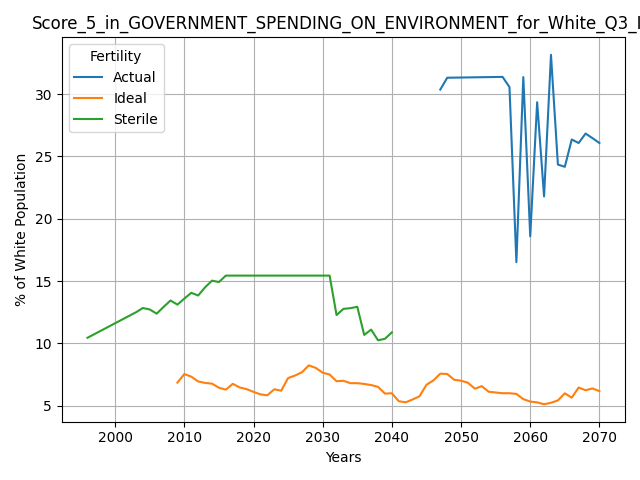 Score_5_in_GOVERNMENT_SPENDING_ON_ENVIRONMENT_for_White_Q3_I
Fertility
Actual
Ideal
Sterile
% of White Population
30
25
20
15
10
5
2000 2010 2020 2030 2040 2050 2060 2070
Years